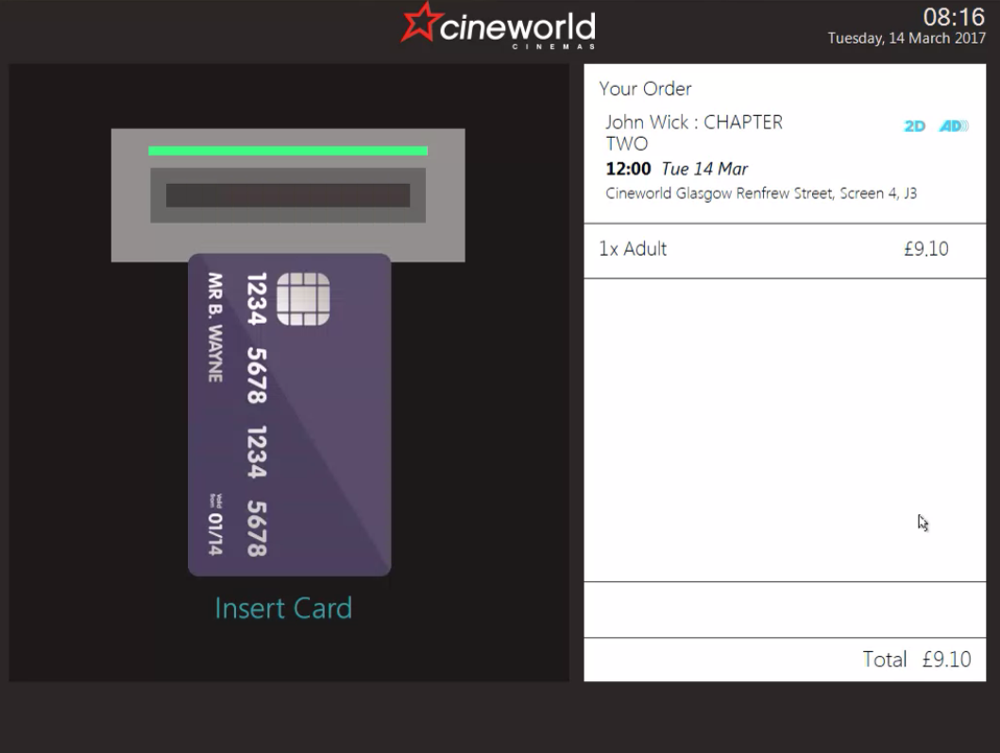 cineworld
CINEMAS
08:16
Tuesday, 14 March 2017
MR B. WAYNE
1234 5678 1234 5678
Valid from 01/14
Insert Card
Your Order
John Wick : CHAPTER
TWO
2D AD
12:00 Tue 14 Mar
Cineworld Glasgow Renfrew Street, Screen 4, J3
1x Adult £9.10
Total £9.10